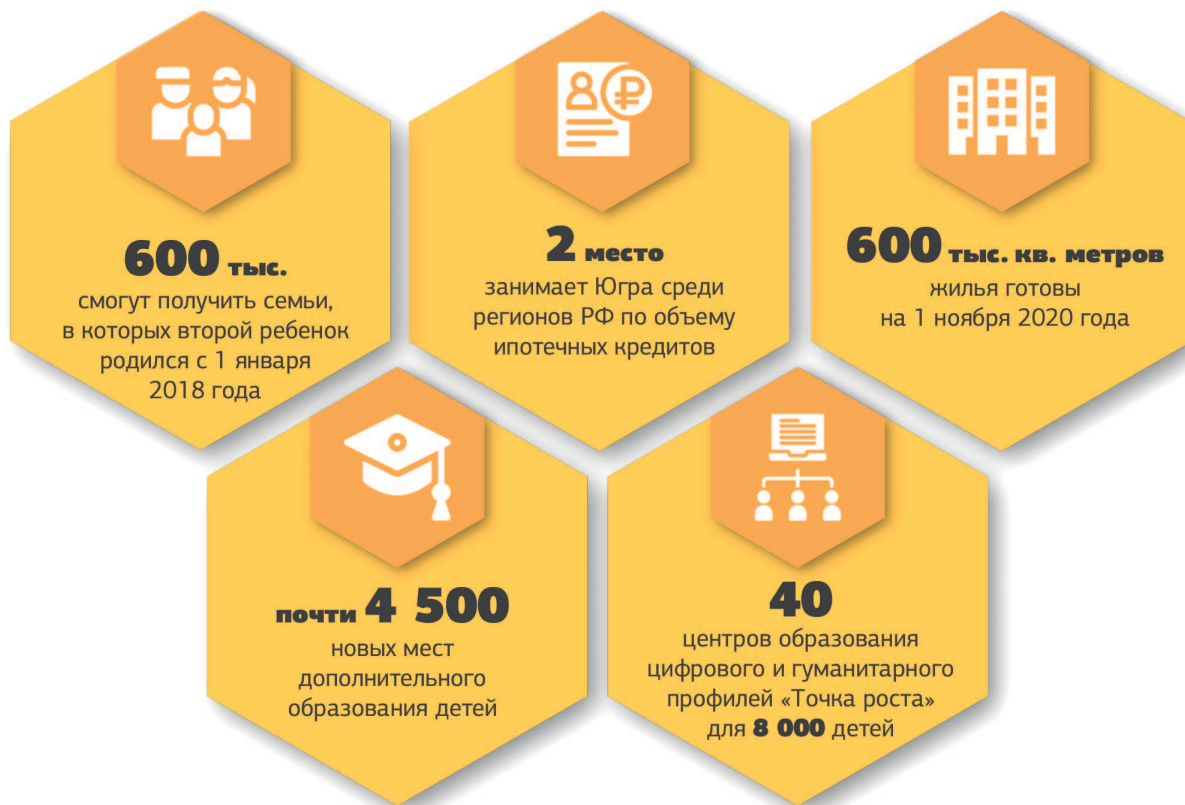 600 тыс.
смогут получить семьи,
в которых второй ребенок
родился с 1 января
2018 года
2 место
занимает Югра среди
регионов РФ по объему
ипотечных кредитов
600 тыс. кв. метров
жилья готовы
на 1 ноября 2020 года
почти 4 500
новых мест
дополнительного
образования детей
40
центров образования
цифрового и гуманитарного
профилей «Точка роста»
для 8 000 детей